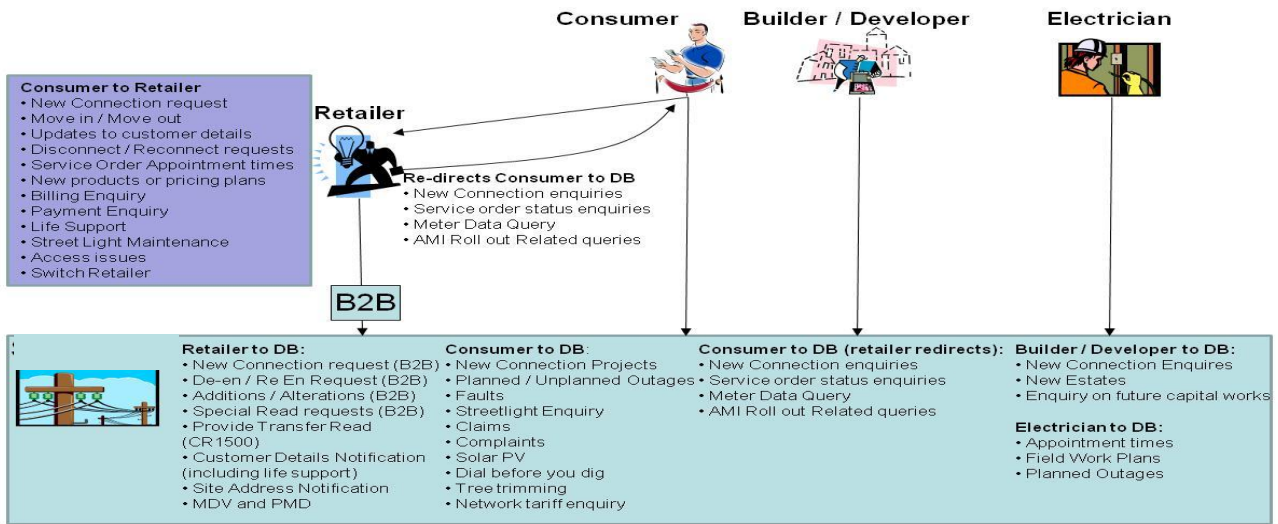 Consumer
Builder / Developer
Electrician
Consumer to Retailer
• New Connection request
• Move in / Move out
• Updates to customer details
• Disconnect / Reconnect requests
• Service Order Appointment times
• New products or pricing plans
• Billing Enquiry
• Payment Enquiry
• Life Support
• Street Light Maintenance
• Access issues
• Switch Retailer
Retailer
Re-directs Consumer to DB
• New Connection enquiries
• Service order status enquiries
• Meter Data Query
• AMI Roll out Related queries
B2B
Retailer to DB:
• New Connection request (B2B)
• De-en / Re En Request (B2B)
• Additions / Alterations (B2B)
• Special Read requests (B2B)
• Provide Transfer Read
(CR1500)
• Customer Details Notification
(including life support)
• Site Address Notification
• MDV and PMD
Consumer to DB:
• New Connection Projects
• Planned / Unplanned Outages
• Faults
• Streetlight Enquiry
• Claims
• Complaints
• Solar PV
• Dial before you dig
• Tree trimming
• Network tariff enquiry
Consumer to DB (retailer redirects):
• New Connection enquiries
• Service order status enquiries
• Meter Data Query
• AMI Roll out Related queries
Builder / Developer to DB:
• New Connection Enquires
• New Estates
• Enquiry on future capital works
Electrician to DB:
• Appointment times
• Field Work Plans
• Planned Outages